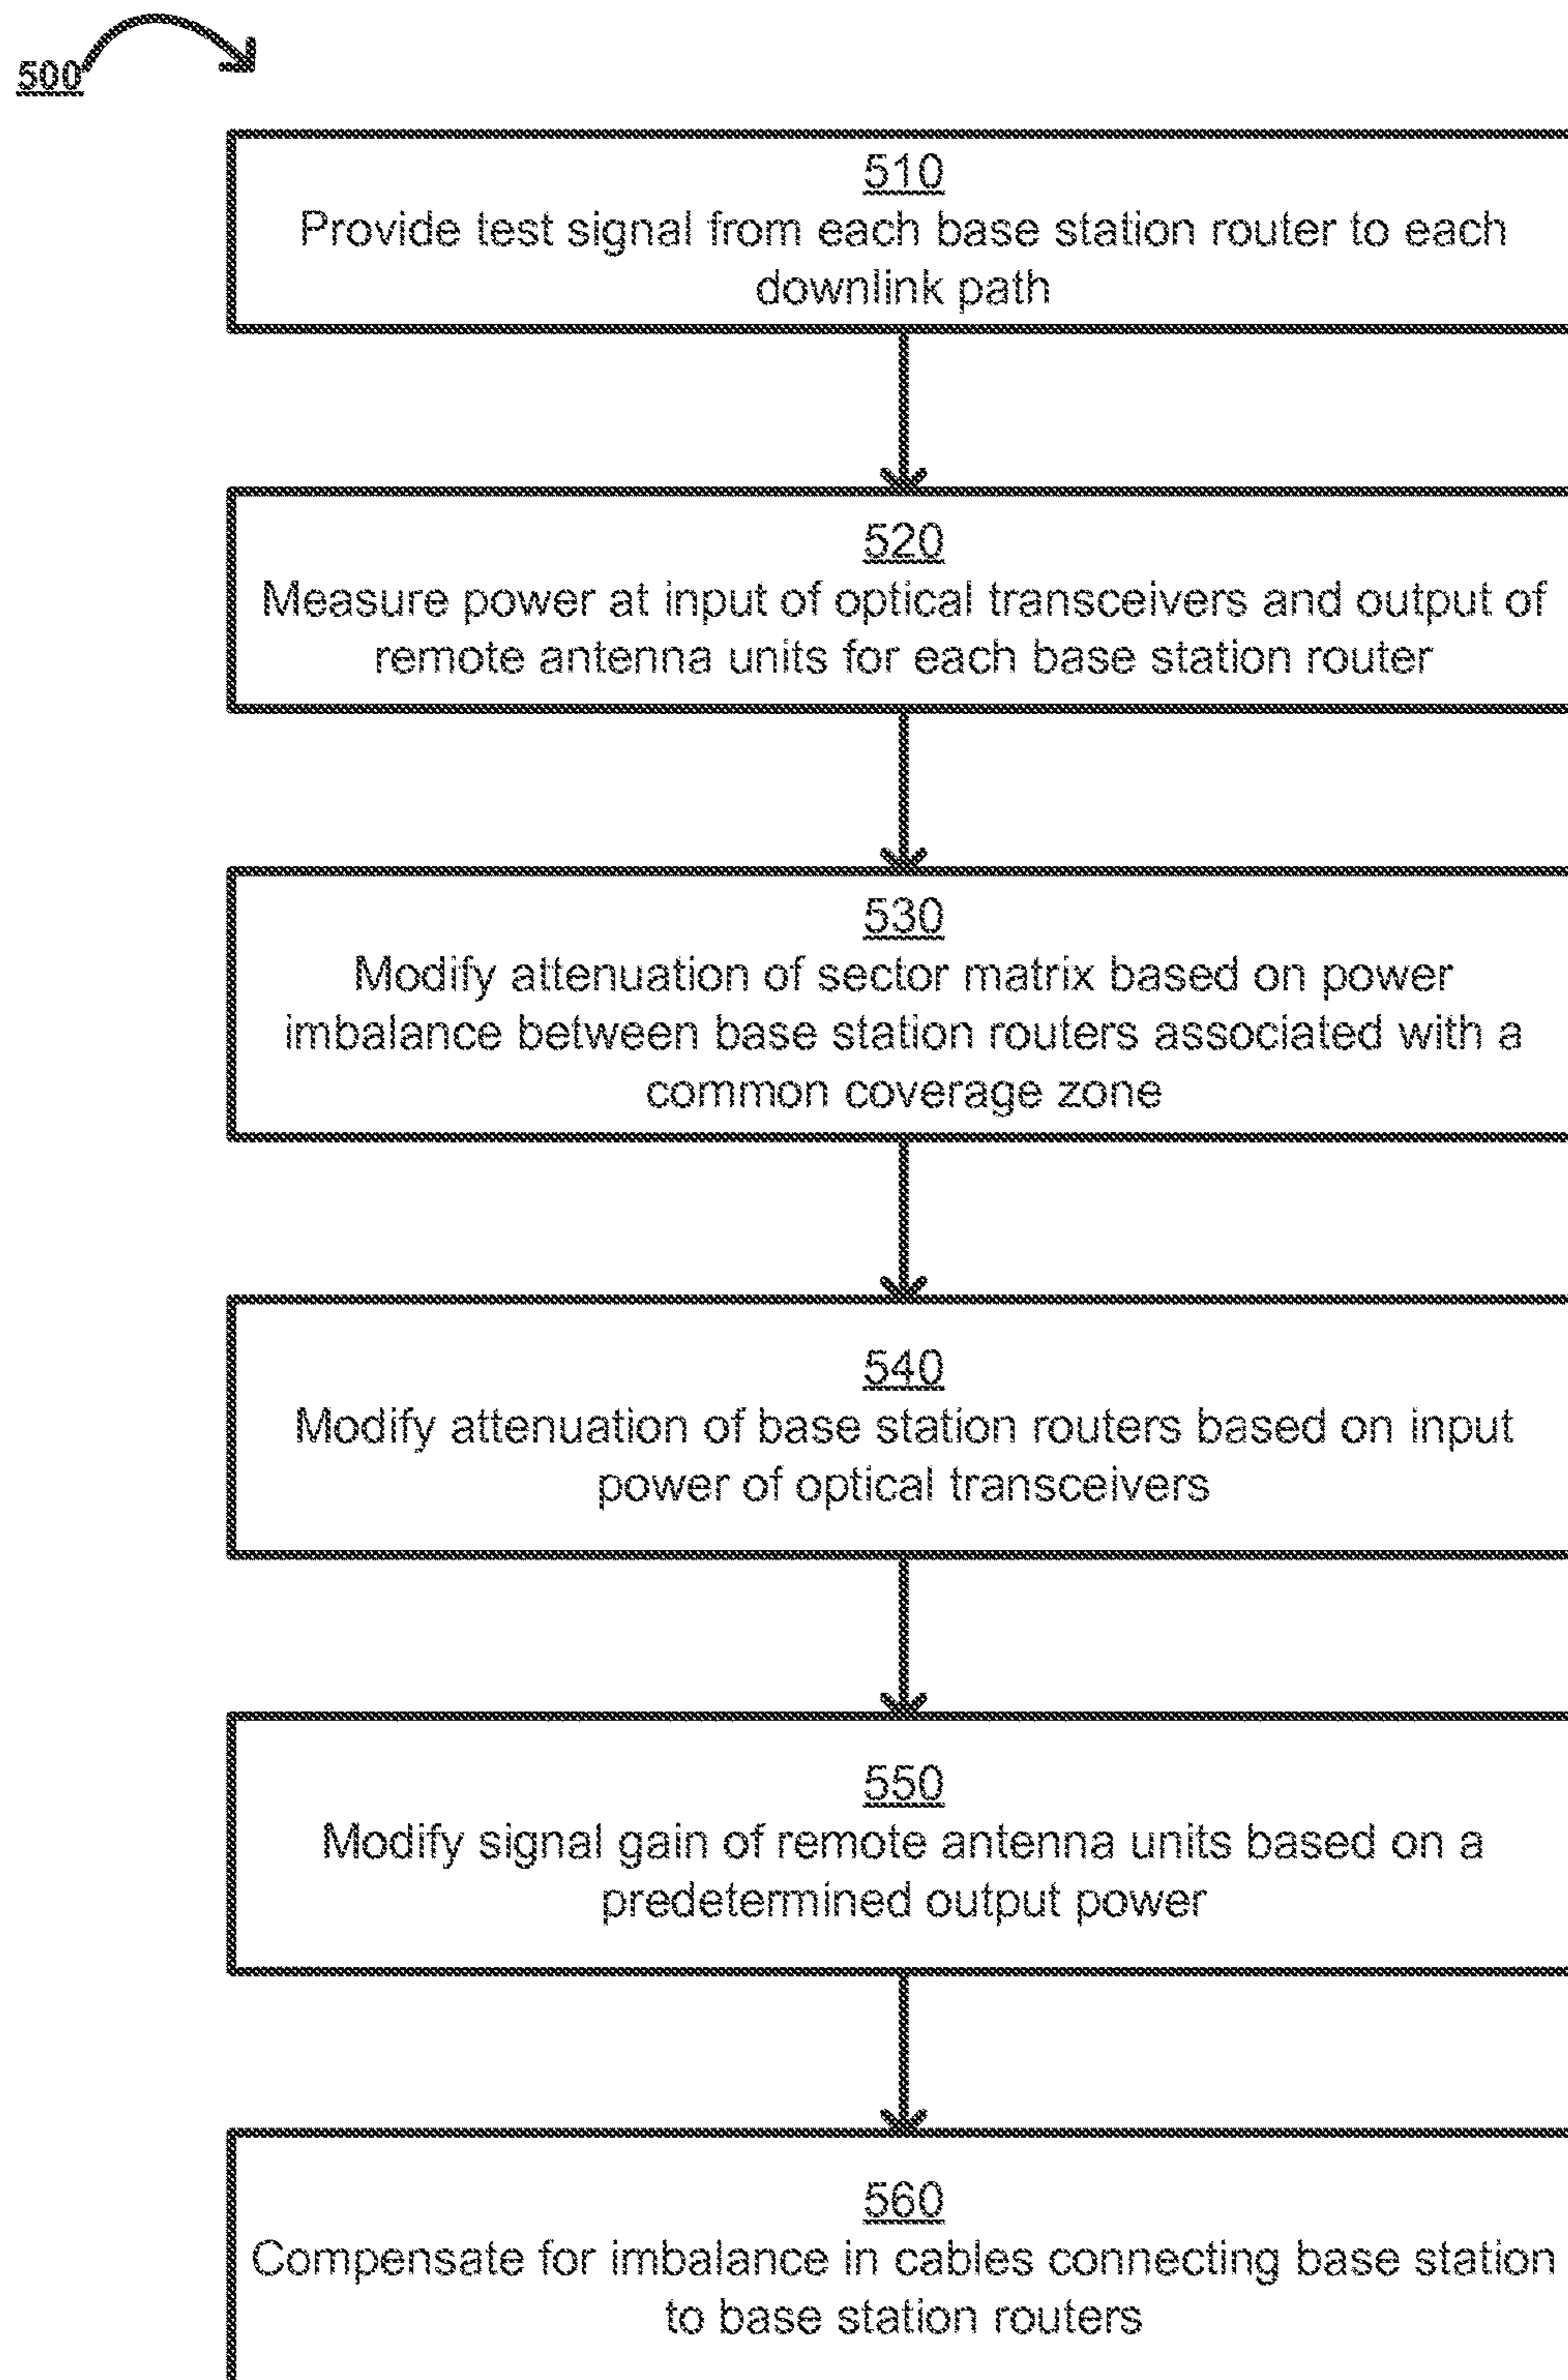 500
510
Provide test signal from each base station router to each
downlink path
520
Measure power at input of optical transceivers and output of
remote antenna units for each base station router
530
Modify attenuation of sector matrix based on power
imbalance between base station routers associated with a
common coverage zone
540
Modify attenuation of base station routers based on input
power of optical transceivers
550
Modify signal gain of remote antenna units based on a
predetermined output power
560
Compensate for imbalance in cables connecting base station
to base station routers